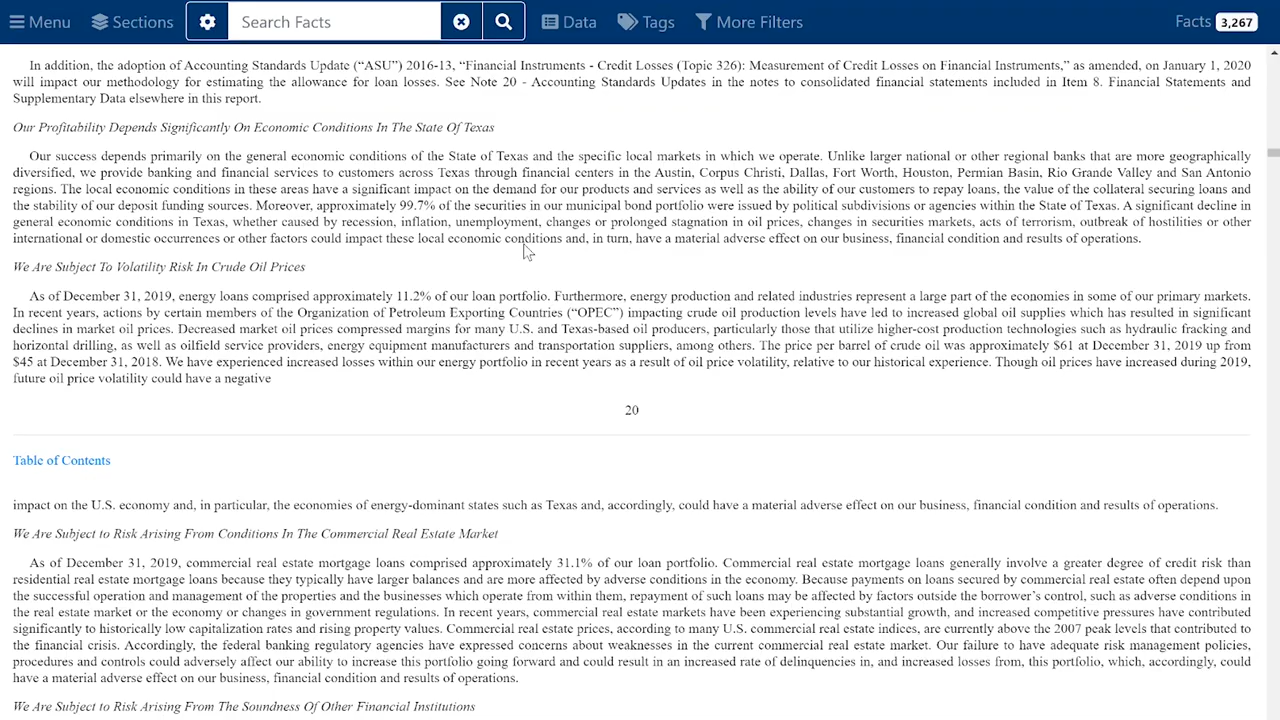 Menu Sections Search Facts Data Tags More Filters Facts 3,267
In addition, the adoption of Accounting Standards Update (“ASU”) 2016-13, “Financial Instruments - Credit Losses (Topic 326): Measurement of Credit Losses on Financial Instruments,” as amended, on January 1, 2020
will impact our methodology for estimating the allowance for loan losses. See Note 20 - Accounting Standards Updates in the notes to consolidated financial statements included in Item 8. Financial Statements and
Supplementary Data elsewhere in this report.
Our Profitability Depends Significantly On Economic Conditions In The State Of Texas
Our success depends primarily on the general economic conditions of the State of Texas and the specific local markets in which we operate. Unlike larger national or other regional banks that are more geographically
diversified, we provide banking and financial services to customers across Texas through financial centers in the Austin, Corpus Christi, Dallas, Fort Worth, Houston, Permian Basin, Rio Grande Valley and San Antonio
regions. The local economic conditions in these areas have a significant impact on the demand for our products and services as well as the ability of our customers to repay loans, the value of the collateral securing loans and
the stability of our deposit funding sources. Moreover, approximately 99.7% of the securities in our municipal bond portfolio were issued by political subdivisions or agencies within the State of Texas. A significant decline in
general economic conditions in Texas, whether caused by recession, inflation, unemployment, changes or prolonged stagnation in oil prices, changes in securities markets, acts of terrorism, outbreak of hostilities or other
international or domestic occurrences or other factors could impact these local economic conditions and, in turn, have a material adverse effect on our business, financial condition and results of operations.
We Are Subject To Volatility Risk In Crude Oil Prices
As of December 31, 2019, energy loans comprised approximately 11.2% of our loan portfolio. Furthermore, energy production and related industries represent a large part of the economies in some of our primary markets.
In recent years, actions by certain members of the Organization of Petroleum Exporting Countries (“OPEC”) impacting crude oil production levels have led to increased global oil supplies which has resulted in significant
declines in market oil prices. Decreased market oil prices compressed margins for many U.S. and Texas-based oil producers, particularly those that utilize higher-cost production technologies such as hydraulic fracking and
horizontal drilling, as well as oilfield service providers, energy equipment manufacturers and transportation suppliers, among others. The price per barrel of crude oil was approximately $61 at December 31, 2019 up from
$45 at December 31, 2018. We have experienced increased losses within our energy portfolio in recent years as a result of oil price volatility, relative to our historical experience. Though oil prices have increased during 2019,
future oil price volatility could have a negative
20
Table of Contents
impact on the U.S. economy and, in particular, the economies of energy-dominant states such as Texas and, accordingly, could have a material adverse effect on our business, financial condition and results of operations.
We Are Subject to Risk Arising From Conditions In The Commercial Real Estate Market
As of December 31, 2019, commercial real estate mortgage loans comprised approximately 31.1% of our loan portfolio. Commercial real estate mortgage loans generally involve a greater degree of credit risk than
residential real estate mortgage loans because they typically have larger balances and are more affected by adverse conditions in the economy. Because payments on loans secured by commercial real estate often depend upon
the successful operation and management of the properties and the businesses which operate from within them, repayment of such loans may be affected by factors outside the borrower’s control, such as adverse conditions in
the real estate market or the economy or changes in government regulations. In recent years, commercial real estate markets have been experiencing substantial growth, and increased competitive pressures have contributed
significantly to historically low capitalization rates and rising property values. Commercial real estate prices, according to many U.S. commercial real estate indices, are currently above the 2007 peak levels that contributed to
the financial crisis. Accordingly, the federal banking regulatory agencies have expressed concerns about weaknesses in the current commercial real estate market. Our failure to have adequate risk management policies,
procedures and controls could adversely affect our ability to increase this portfolio going forward and could result in an increased rate of delinquencies in, and increased losses from, this portfolio, which, accordingly, could
have a material adverse effect on our business, financial condition and results of operations.
We Are Subject to Risk Arising From The Soundness Of Other Financial Institutions